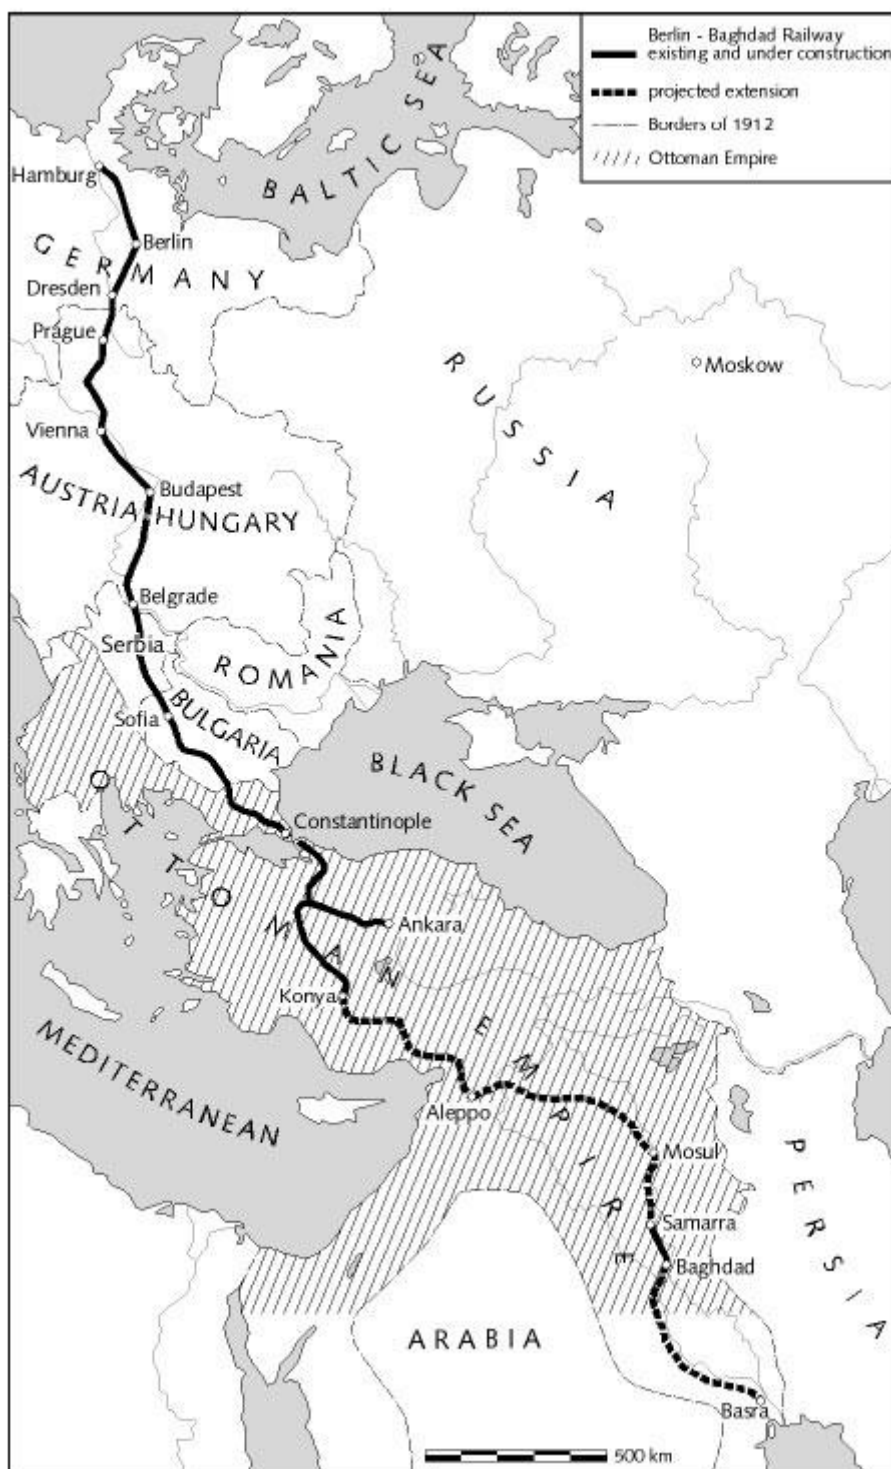 Berlin - Baghdad Railway
existing and under construction
projected extension
Borders of 1912
Ottoman Empire
BALTIC SEA
Hamburg
Berlin
GERMANY
Dresden
Prague
RUSSIA
Moskow
Vienna
Budapest
AUSTRIA HUNGARY
Belgrade
Serbia
ROMANIA
Sofia
BULGARIA
BLACK SEA
Constantinople
OTTOMAN EMPIRE
Ankara
Konya
MEDITERRANEAN
Aleppo
Mosul
PERSIA
Samarra
Baghdad
ARABIA
Basra
500 km